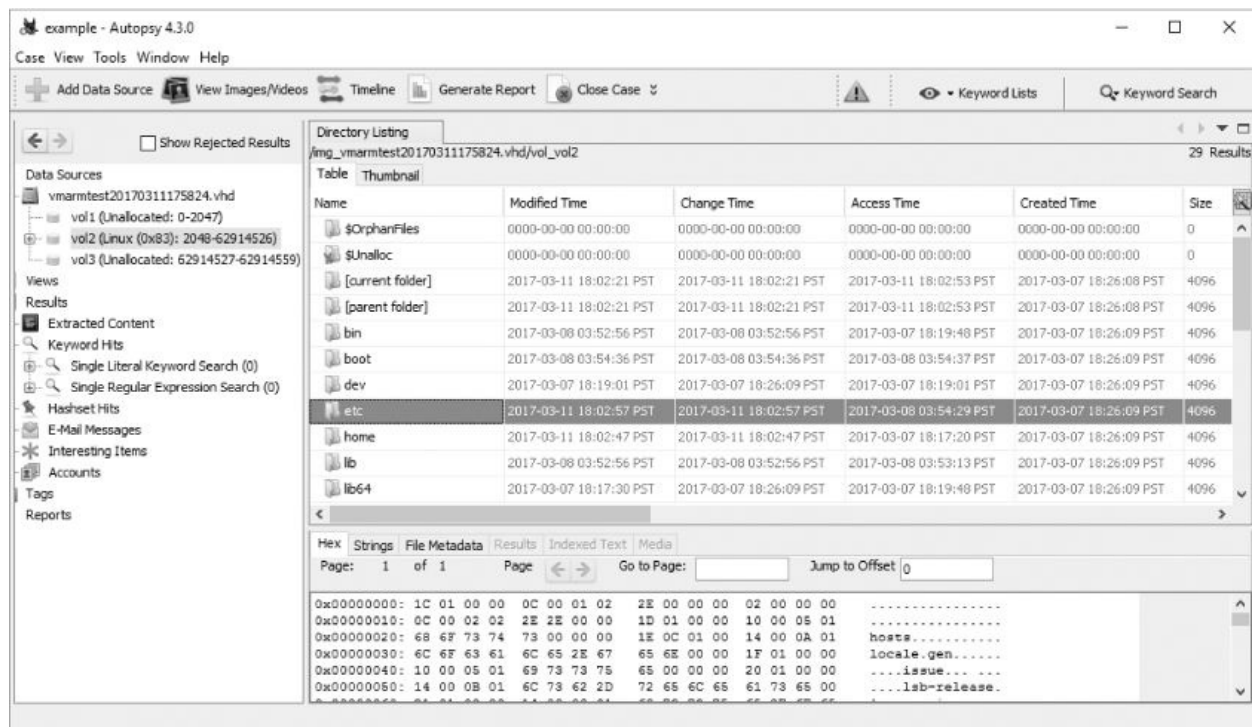 example - Autopsy 4.3.0
Case View Tools Window Help
Add Data Source View Images/Videos Timeline Generate Report Close Case Keyword Lists Keyword Search
Show Rejected Results
Data Sources
vmarmtest20170311175824.vhd
vol1 (Unallocated: 0-2047)
vol2 (Linux (0x83): 2048-62914526)
vol3 (Unallocated: 62914527-62914559)
Views
Results
Extracted Content
Keyword Hits
Single Literal Keyword Search (0)
Single Regular Expression Search (0)
Hashset Hits
E-Mail Messages
Interesting Items
Accounts
Tags
Reports
Directory Listing
/img_vmarmtest20170311175824.vhd/vol_vol2 29 Results
Table Thumbnail
Name Modified Time Change Time Access Time Created Time Size
$OrphanFiles 0000-00-00 00:00:00 0000-00-00 00:00:00 0000-00-00 00:00:00 0000-00-00 00:00:00 0
$Unalloc 0000-00-00 00:00:00 0000-00-00 00:00:00 0000-00-00 00:00:00 0000-00-00 00:00:00 0
[current folder] 2017-03-11 18:02:21 PST 2017-03-11 18:02:21 PST 2017-03-11 18:02:53 PST 2017-03-07 18:26:08 PST 4096
[parent folder] 2017-03-11 18:02:21 PST 2017-03-11 18:02:21 PST 2017-03-11 18:02:53 PST 2017-03-07 18:26:08 PST 4096
bin 2017-03-08 03:52:56 PST 2017-03-08 03:52:56 PST 2017-03-07 18:19:48 PST 2017-03-07 18:26:09 PST 4096
boot 2017-03-08 03:54:36 PST 2017-03-08 03:54:36 PST 2017-03-08 03:54:37 PST 2017-03-07 18:26:09 PST 4096
dev 2017-03-07 18:19:01 PST 2017-03-07 18:26:09 PST 2017-03-07 18:19:01 PST 2017-03-07 18:26:09 PST 4096
etc 2017-03-11 18:02:57 PST 2017-03-11 18:02:57 PST 2017-03-08 03:54:29 PST 2017-03-07 18:26:09 PST 4096
home 2017-03-11 18:02:47 PST 2017-03-11 18:02:47 PST 2017-03-08 18:17:20 PST 2017-03-07 18:26:09 PST 4096
lib 2017-03-08 03:52:56 PST 2017-03-08 03:52:56 PST 2017-03-08 03:53:13 PST 2017-03-07 18:26:09 PST 4096
lib64 2017-03-07 18:17:30 PST 2017-03-07 18:26:09 PST 2017-03-07 18:19:48 PST 2017-03-07 18:26:09 PST 4096
Hex Strings File Metadata Results Indexed Text Media
Page: 1 of 1 Page Go to Page: Jump to Offset 0
0x00000000: 1C 01 00 00 0C 00 01 02 2E 00 00 00 02 00 00 00 ................
0x00000010: 0C 00 02 02 2E 2E 00 00 1D 01 00 00 10 00 05 01 ................
0x00000020: 68 6F 73 74 73 00 00 00 1E 0C 01 00 14 00 0A 01 hosts...........
0x00000030: 6C 6F 63 61 6C 65 2E 67 65 6E 00 00 1F 01 00 00 locale.gen......
0x00000040: 10 00 05 01 69 73 73 75 65 00 00 00 20 01 00 00 ....issue... ...
0x00000050: 14 00 0B 01 6C 73 62 2D 72 65 6C 65 61 73 65 00 ....lsb-release.